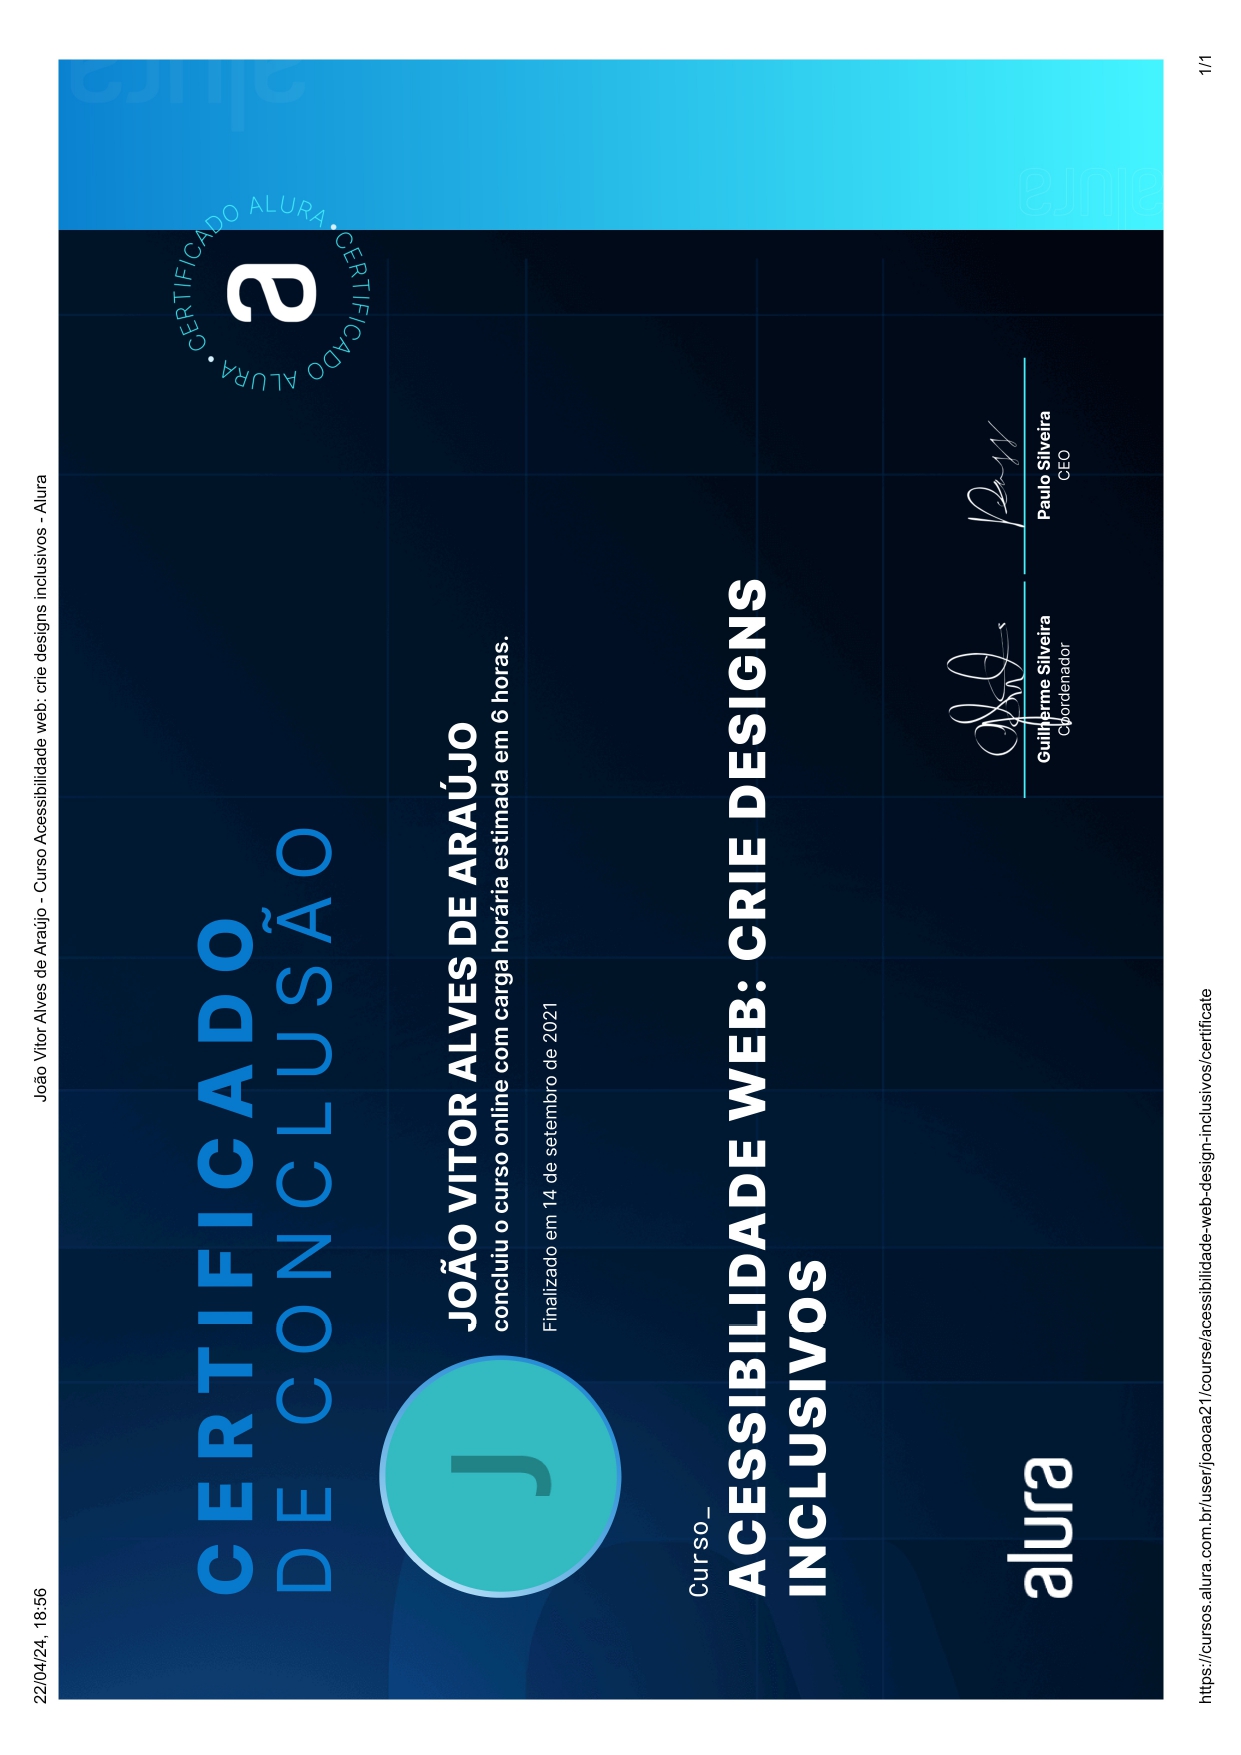 22/04/24, 18:56
João Vitor Alves de Araújo - Curso Acessibilidade web: crie designs inclusivos - Alura
alura
CERTIFICADO ALURA • CERTIFICADO ALURA •
a
CERTIFICADO
DE CONCLUSÃO
J
JOÃO VITOR ALVES DE ARAÚJO
concluiu o curso online com carga horária estimada em 6 horas.
Finalizado em 14 de setembro de 2021
Curso_
ACESSIBILIDADE WEB: CRIE DESIGNS
INCLUSIVOS
alura
Guilherme Silveira
Coordenador
Paulo Silveira
CEO
alura
https://cursos.alura.com.br/user/joaoaa21/course/acessibilidade-web-design-inclusivos/certificate
1/1